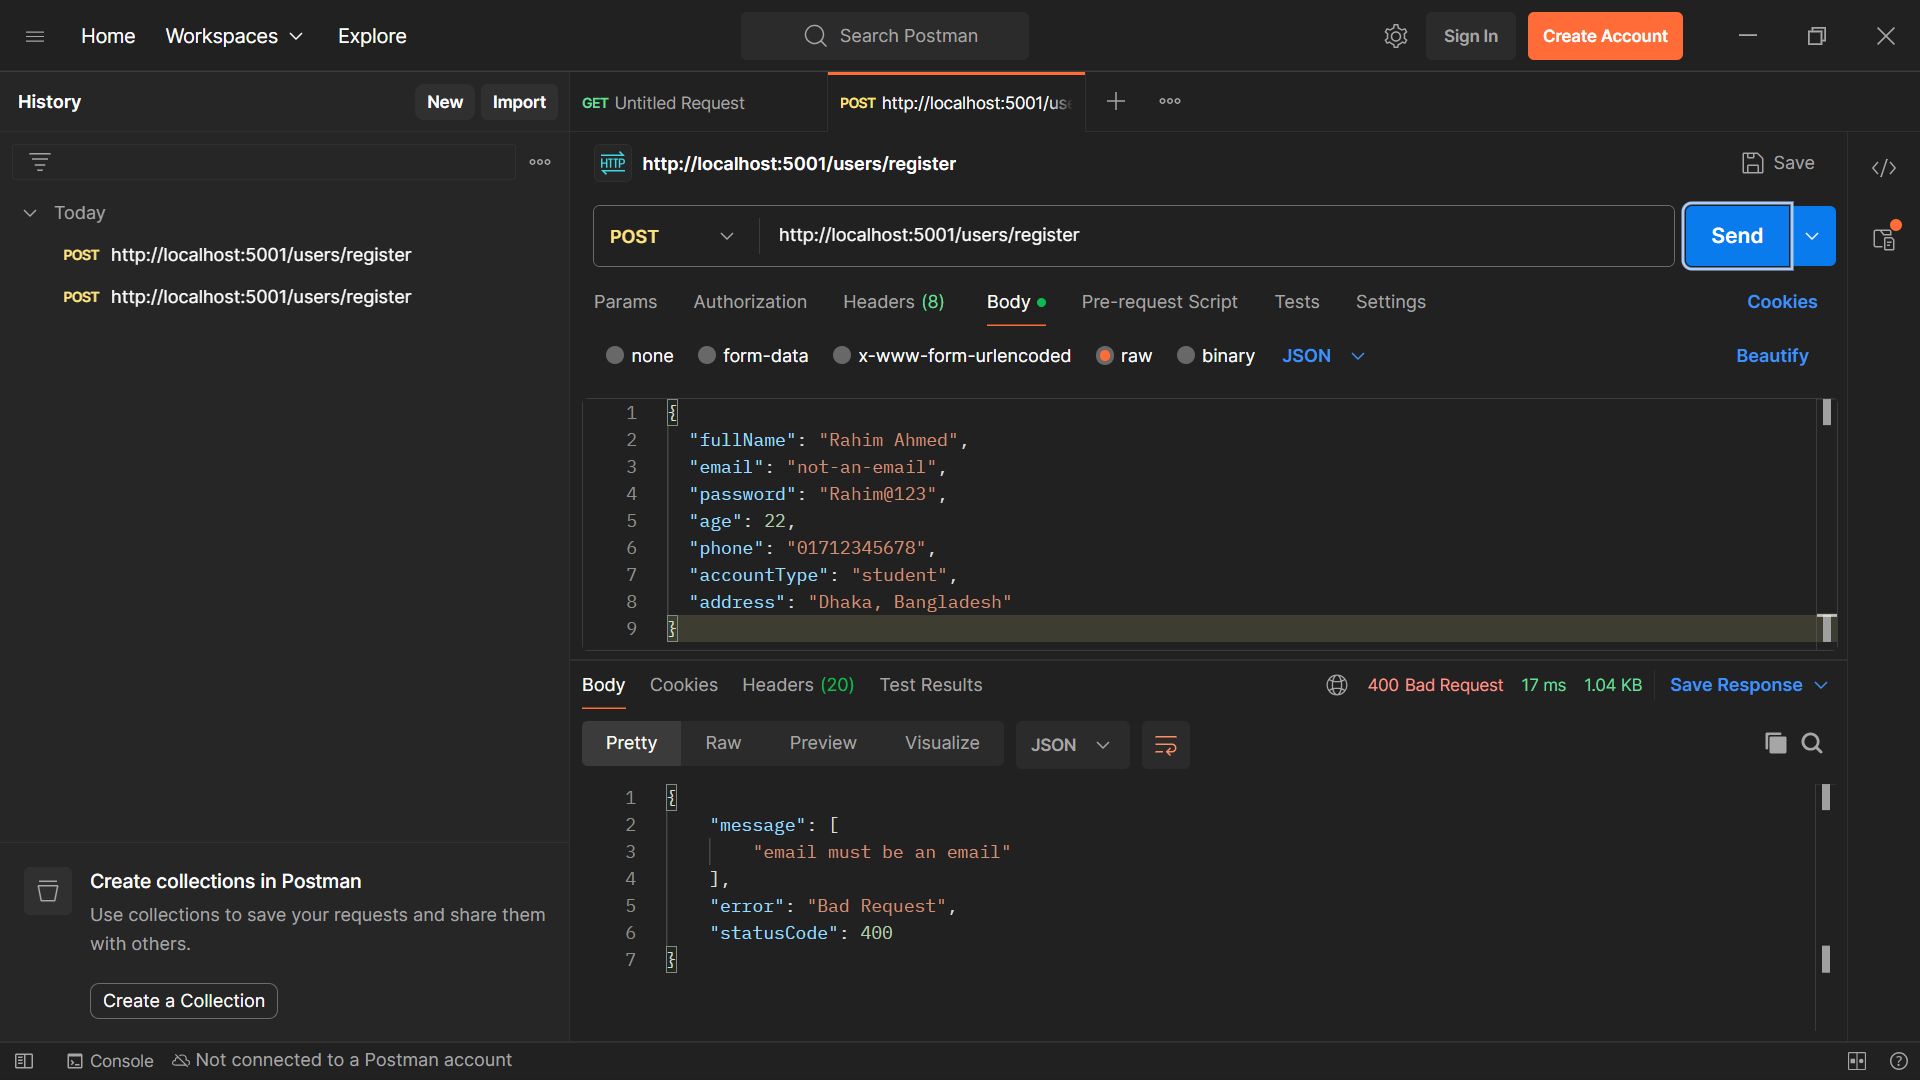 Home Workspaces Explore Search Postman Sign In Create Account
History New Import GET Untitled Request POST http://localhost:5001/us
HTTP http://localhost:5001/users/register Save
Today
POST http://localhost:5001/users/register
POST http://localhost:5001/users/register
POST http://localhost:5001/users/register Send
Params Authorization Headers (8) Body Pre-request Script Tests Settings Cookies
none form-data x-www-form-urlencoded raw binary JSON Beautify
1 {
2 "fullName": "Rahim Ahmed",
3 "email": "not-an-email",
4 "password": "Rahim@123",
5 "age": 22,
6 "phone": "01712345678",
7 "accountType": "student",
8 "address": "Dhaka, Bangladesh"
9 }
Body Cookies Headers (20) Test Results 400 Bad Request 17 ms 1.04 KB Save Response
Pretty Raw Preview Visualize JSON
1 {
2 "message": [
3 "email must be an email"
4 ],
5 "error": "Bad Request",
6 "statusCode": 400
7 }
Create collections in Postman
Use collections to save your requests and share them
with others.
Create a Collection
Console Not connected to a Postman account